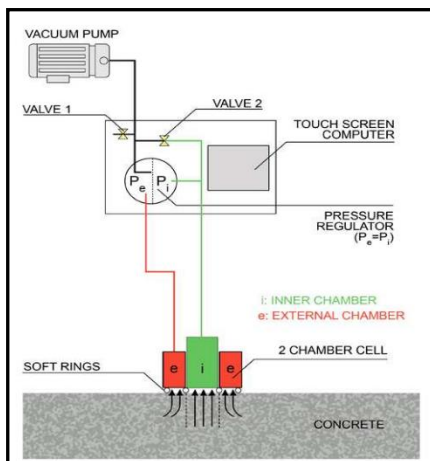 VACUUM PUMP
VALVE 1
VALVE 2
TOUCH SCREEN
COMPUTER
Pe Pi
PRESSURE
REGULATOR
(Pe=Pi)
i: INNER CHAMBER
e: EXTERNAL CHAMBER
SOFT RINGS
e i e
2 CHAMBER CELL
CONCRETE